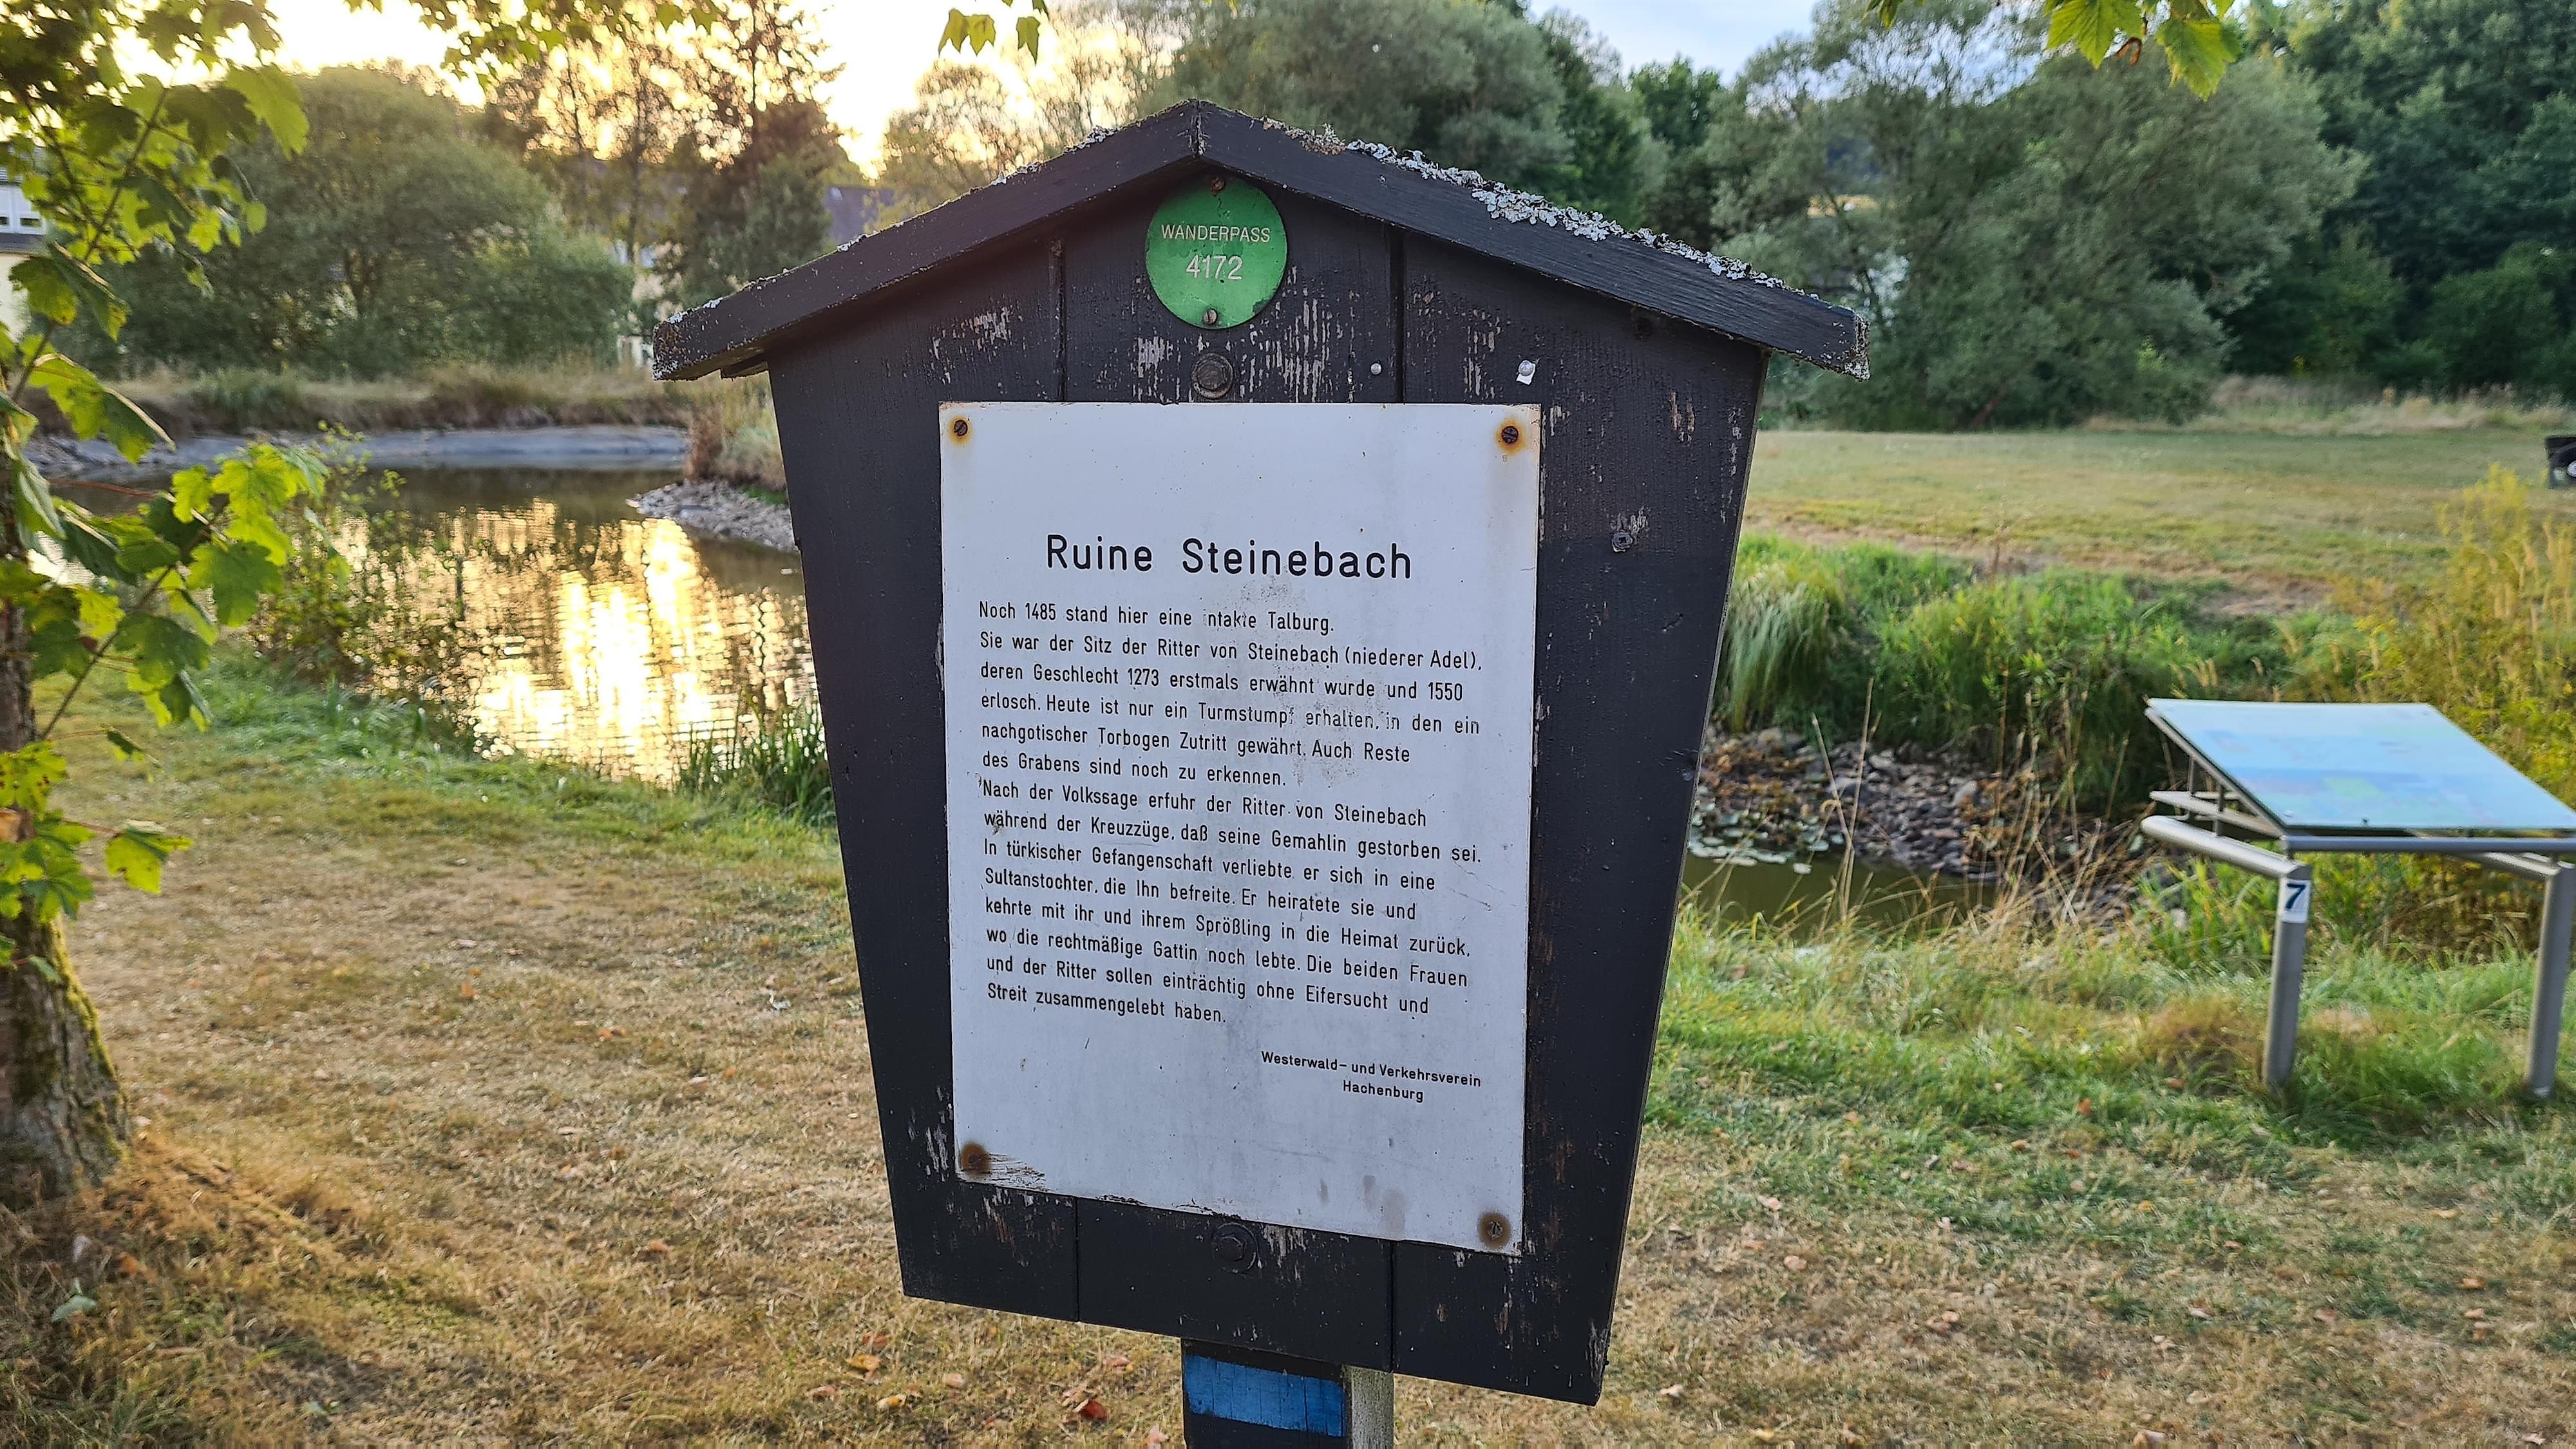 WANDERPASS
4172
Ruine Steinebach
Noch 1485 stand hier eine intakte Talburg.
Sie war der Sitz der Ritter von Steinebach (niederer Adel),
deren Geschlecht 1273 erstmals erwähnt wurde und 1550
erlosch. Heute ist nur ein Turmstumpf erhalten, in den ein
nachgotischer Torbogen Zutritt gewährt. Auch Reste
des Grabens sind noch zu erkennen.
Nach der Volkssage erfuhr der Ritter von Steinebach
während der Kreuzzüge, daß seine Gemahlin gestorben sei.
In türkischer Gefangenschaft verliebte er sich in eine
Sultanstochter, die Ihn befreite. Er heiratete sie und
kehrte mit ihr und ihrem Sprößling in die Heimat zurück,
wo die rechtmäßige Gattin noch lebte. Die beiden Frauen
und der Ritter sollen einträchtig ohne Eifersucht und
Streit zusammengelebt haben.
Westerwald- und Verkehrsverein
Hachenburg
7